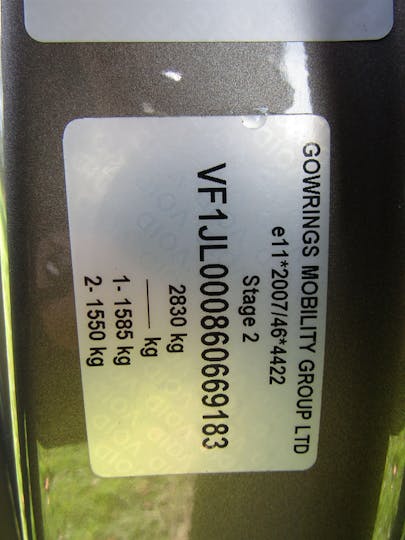 GOWRINGS MOBILITY GROUP LTD
e11*2007/46*4422
Stage 2
VF1JL000860669183
2830 kg
____ kg
1- 1585 kg
2- 1550 kg